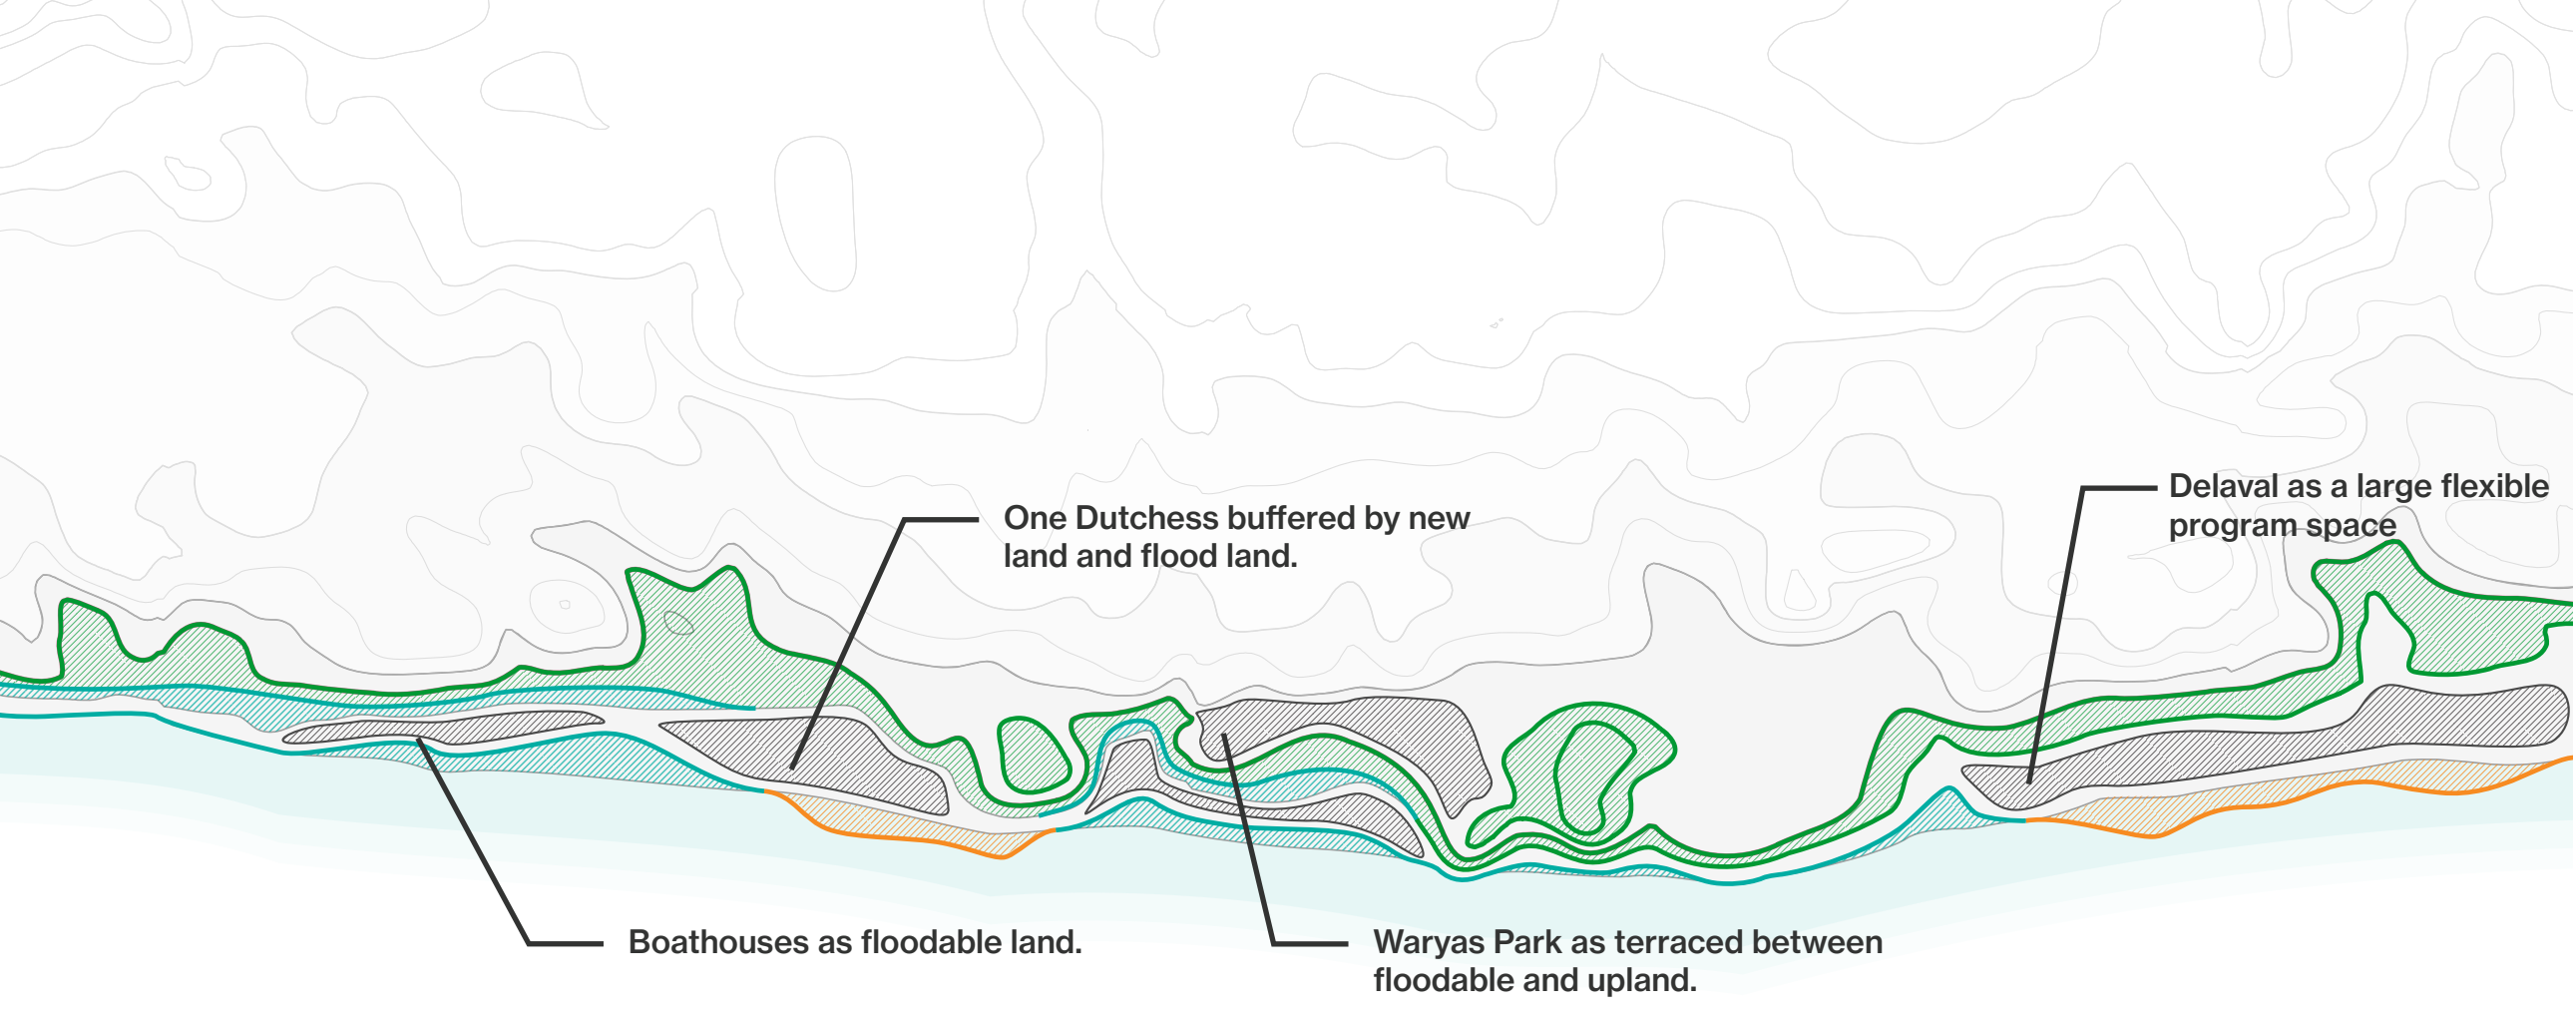 Delaval as a large flexible
program space
One Dutchess buffered by new
land and flood land.
Boathouses as floodable land.
Waryas Park as terraced between
floodable and upland.